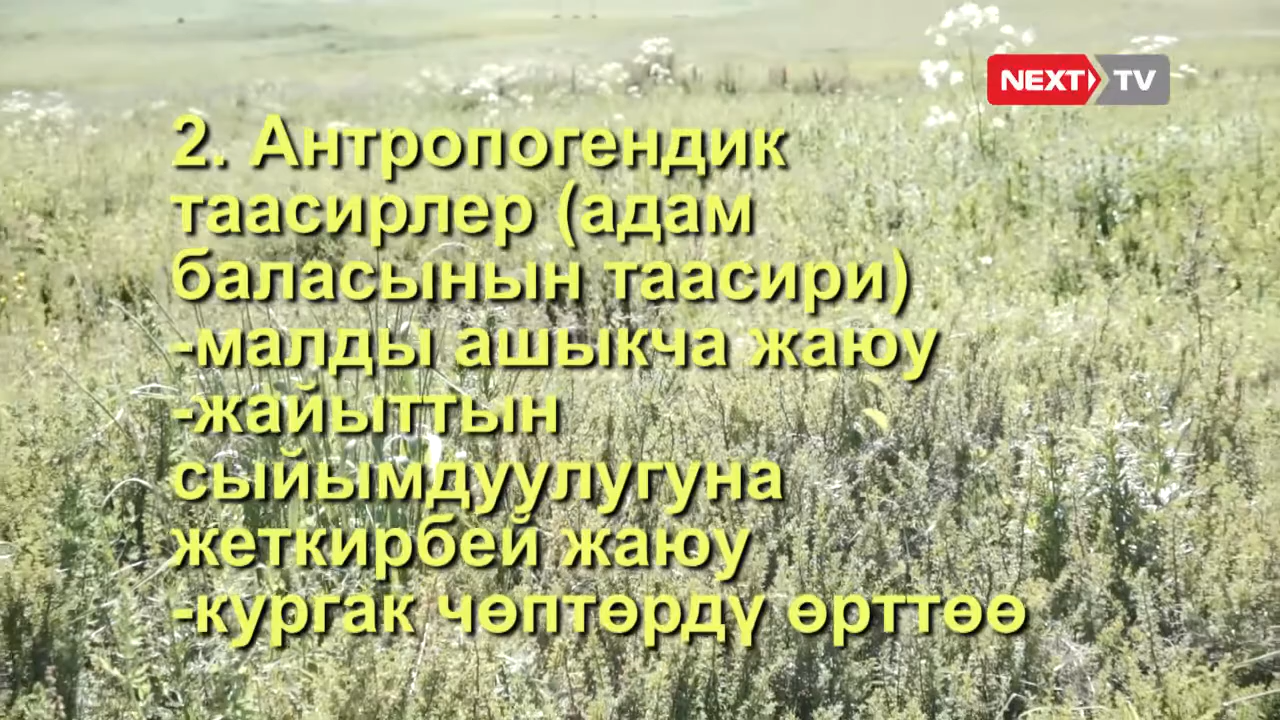 NEXT TV
2. Антропогендик
таасирлер (адам
баласынын таасири)
-малды ашыкча жаюу
-жайыттын
сыйымдуулугуна
жеткирбей жаюу
-кургак чөптөрдү өрттөө